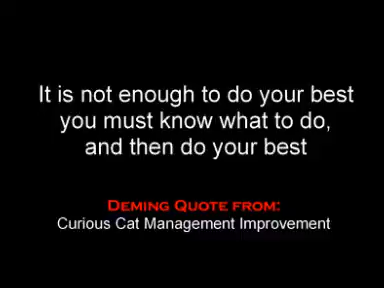 It is not enough to do your best
you must know what to do,
and then do your best
Deming Quote from:
Curious Cat Management Improvement